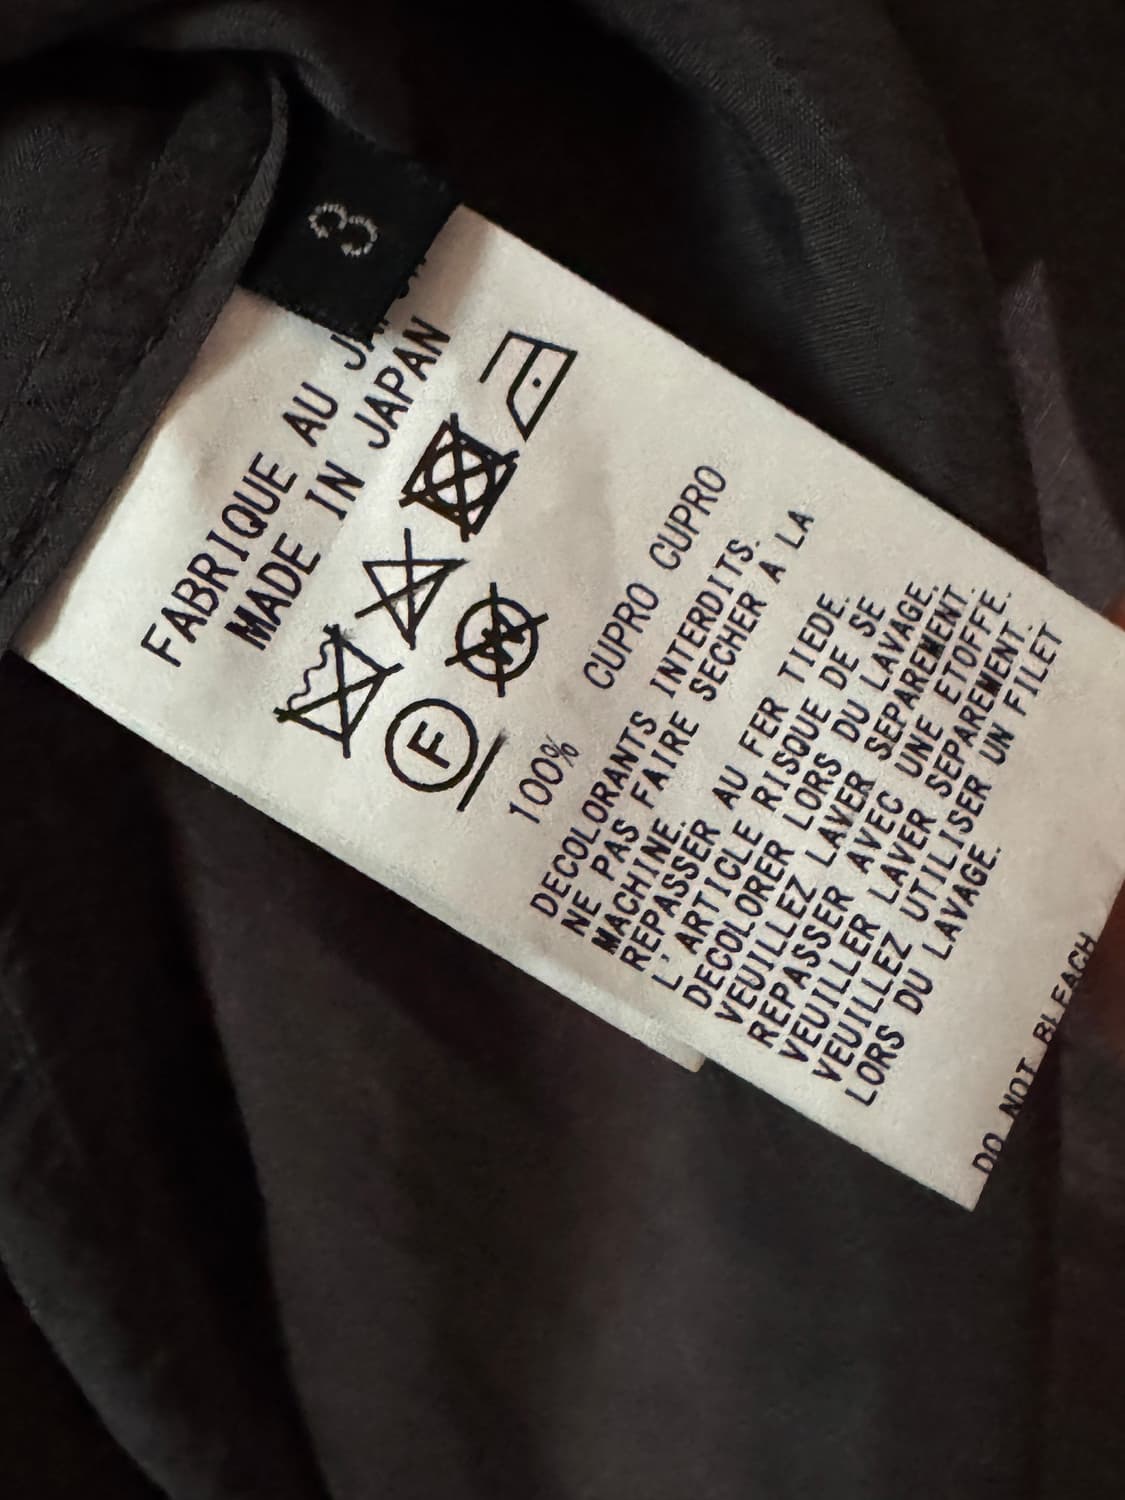 3
FABRIQUE AU
MADE IN JAPAN
F
W
100% CUPRO CUPRO
DECOLORANTS INTERDITS.
NE PAS FAIRE SECHER A LA
MACHINE.
REPASSER AU FER TIEDE.
L'ARTICLE RISQUE DE SE
DECOLORER LORS DU LAVAGE.
VEUILLEZ LAVER SEPAREMENT.
REPASSER AVEC UNE ETOFFE.
VEUILLER LAVER SEPAREMENT.
VEUILLEZ UTILISER UN FILET
LORS DU LAVAGE.
DO NOT BLEACH